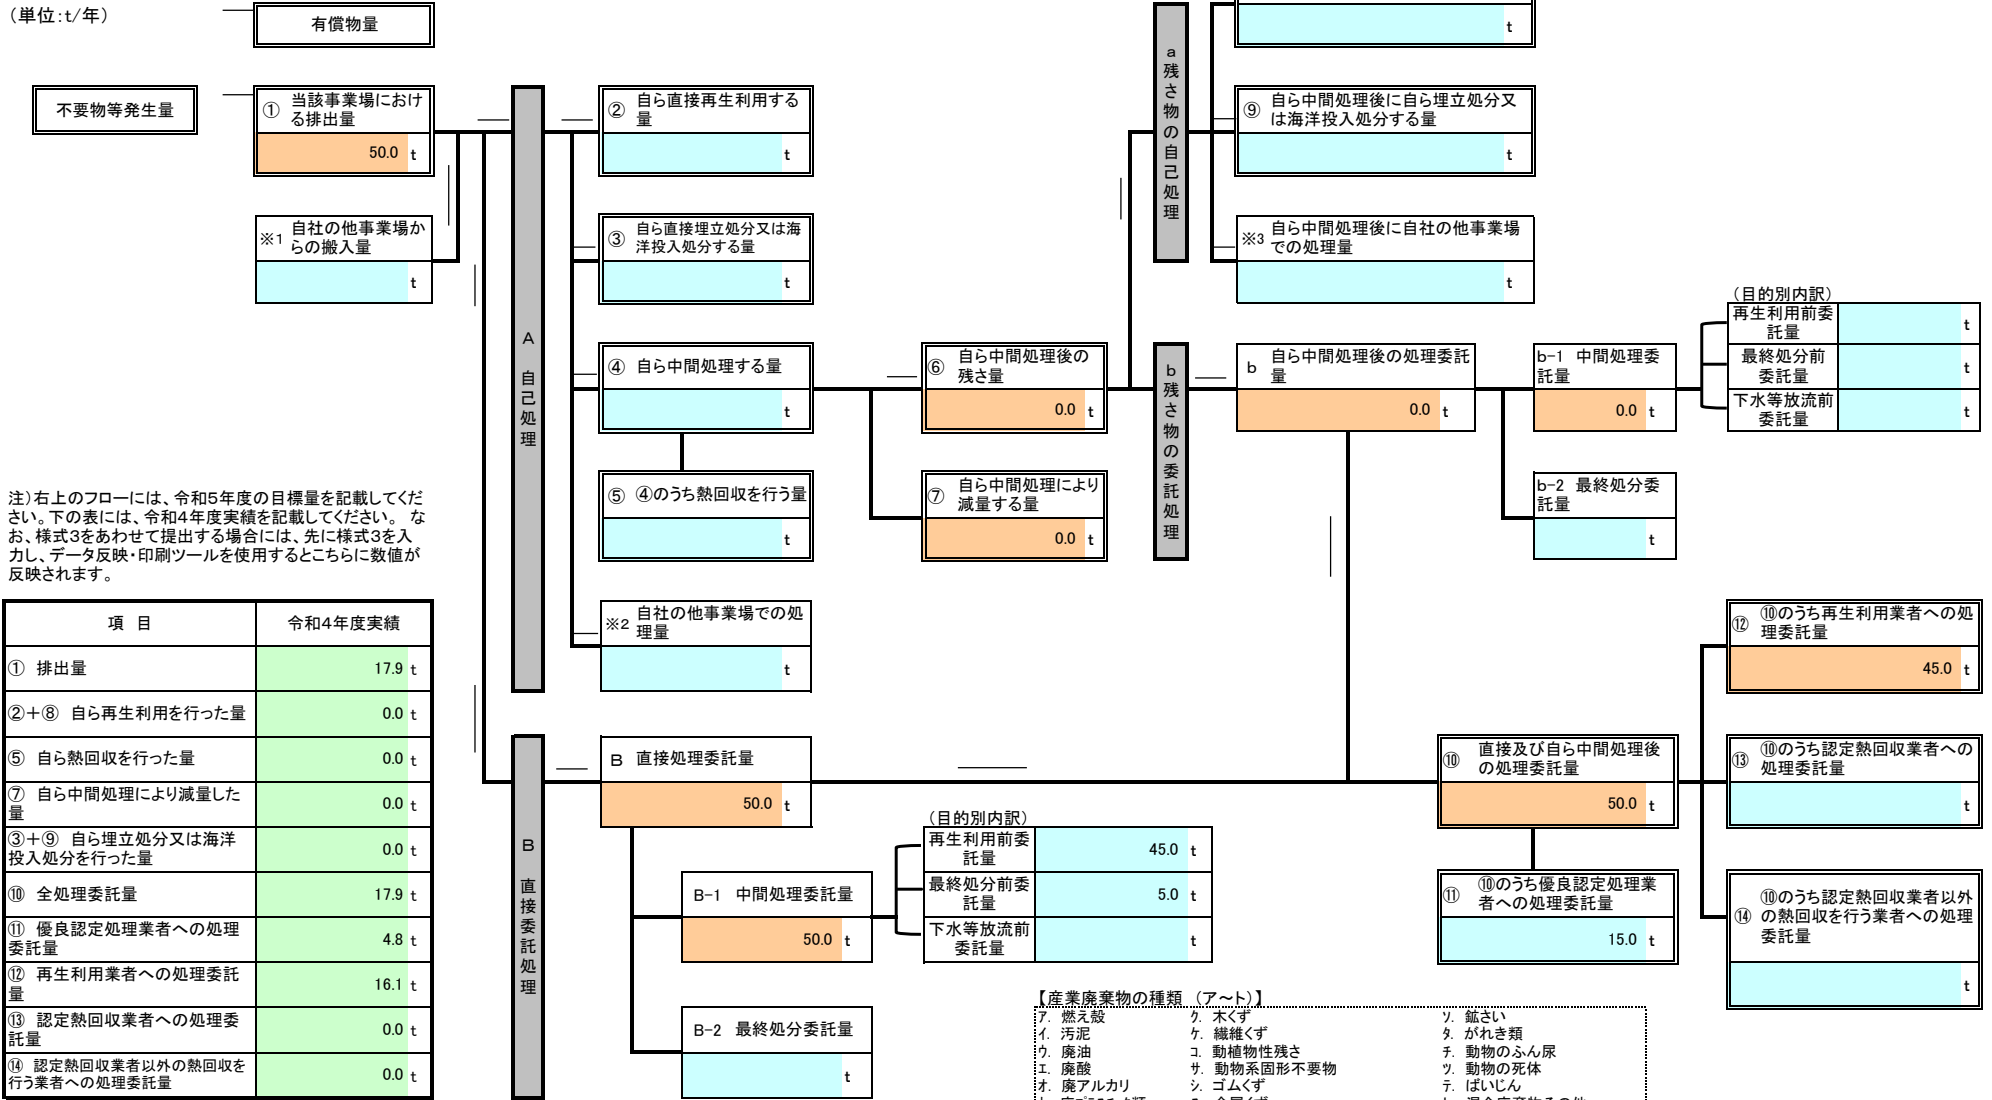 （単位:t/年）
有償物量
t
不要物等発生量
① 当該事業場におけ
る排出量
50.0 t
※1 自社の他事業場か
らの搬入量
t
A 自己処理
② 自ら直接再生利用する
量
t
③ 自ら直接埋立処分又は海
洋投入処分する量
t
④ 自ら中間処理する量
t
⑤ ④のうち熱回収を行う量
t
※2 自社の他事業場での処
理量
t
⑥ 自ら中間処理後の
残さ量
0.0 t
⑦ 自ら中間処理により
減量する量
0.0 t
a 残さ物の自己処理
⑨ 自ら中間処理後に自ら埋立処分又
は海洋投入処分する量
t
※3 自ら中間処理後に自社の他事業場
での処理量
t
b 残さ物の委託処理
b 自ら中間処理後の処理委託
量
0.0 t
b-1 中間処理委
託量
0.0 t
b-2 最終処分委
託量
t
（目的別内訳）
再生利用前委
託量
t
最終処分前
委託量
t
下水等放流前
委託量
t
注）右上のフローには、令和5年度の目標量を記載してくだ
さい。下の表には、令和4年度実績を記載してください。 な
お、様式3をあわせて提出する場合には、先に様式3を入
力し、データ反映・印刷ツールを使用するとこちらに数値が
反映されます。
項 目 令和4年度実績
① 排出量 17.9 t
②＋⑧ 自ら再生利用を行った量 0.0 t
⑤ 自ら熱回収を行った量 0.0 t
⑦ 自ら中間処理により減量した
量 0.0 t
③＋⑨ 自ら埋立処分又は海洋
投入処分を行った量 0.0 t
⑩ 全処理委託量 17.9 t
⑪ 優良認定処理業者への処理
委託量 4.8 t
⑫ 再生利用業者への処理委託
量 16.1 t
⑬ 認定熱回収業者への処理委
託量 0.0 t
⑭ 認定熱回収業者以外の熱回収を
行う業者への処理委託量 0.0 t
B 直接委託処理
B 直接処理委託量
50.0 t
B-1 中間処理委託量
50.0 t
B-2 最終処分委託量
t
（目的別内訳）
再生利用前委
託量
45.0 t
最終処分前委
託量
5.0 t
下水等放流前
委託量
t
⑩ 直接及び自ら中間処理後
の処理委託量
50.0 t
⑪ ⑩のうち優良認定処理業
者への処理委託量
15.0 t
⑫ ⑩のうち再生利用業者への処
理委託量
45.0 t
⑬ ⑩のうち認定熱回収業者への
処理委託量
t
⑭ ⑩のうち認定熱回収業者以外
の熱回収を行う業者への処理
委託量
t
【産業廃棄物の種類 （ア～ト）】
ア. 燃え殻 ク. 木くず ソ. 鉱さい
イ. 汚泥 ケ. 繊維くず タ. がれき類
ウ. 廃油 コ. 動植物性残さ チ. 動物のふん尿
エ. 廃酸 サ. 動物系固形不要物 ツ. 動物の死体
オ. 廃アルカリ シ. ゴムくず テ. ばいじん